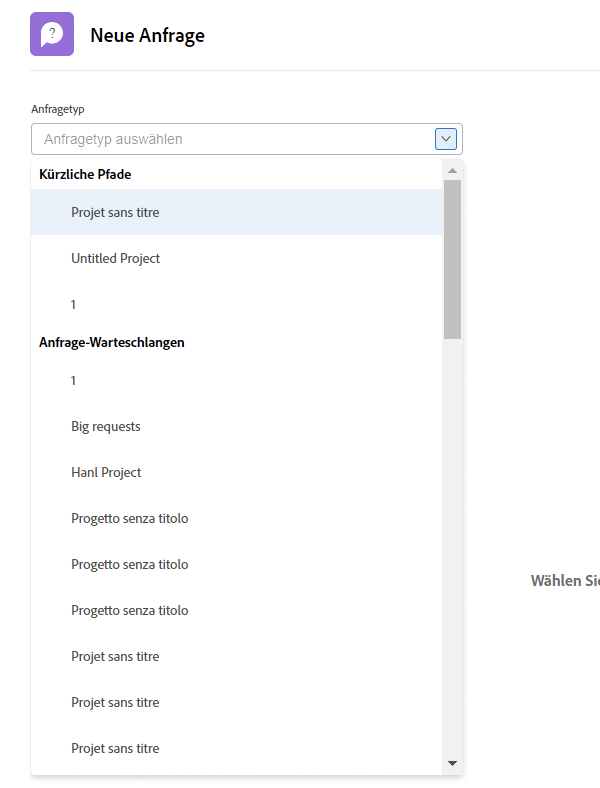 ?
Neue Anfrage
Anfragetyp
Anfragetyp auswählen
Kürzliche Pfade
Projet sans titre
Untitled Project
1
Anfrage-Warteschlangen
1
Big requests
Hanl Project
Progetto senza titolo
Progetto senza titolo
Wählen Sie
Progetto senza titolo
Projet sans titre
Projet sans titre
Projet sans titre